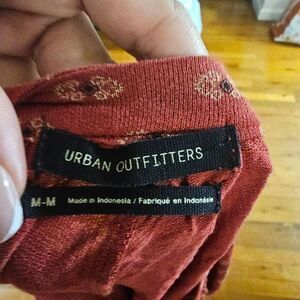 URBAN OUTFITTERS
M-M Made in Indonesia / Fabriqué en Indonésie